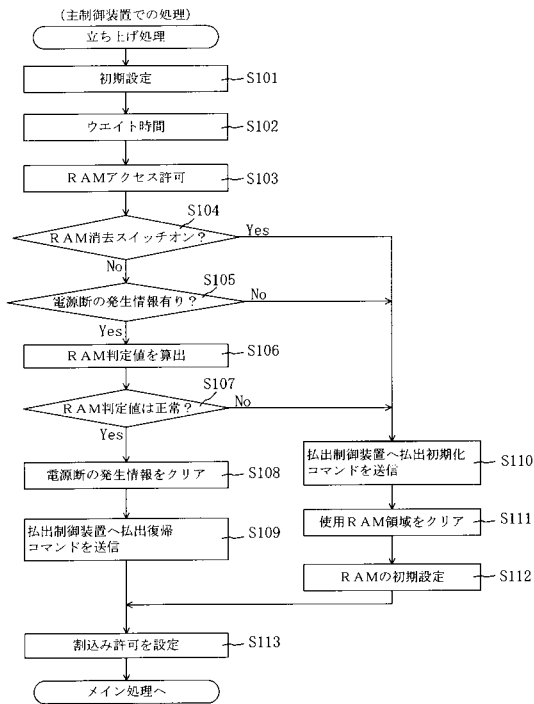 (主制御装置での処理)
立ち上げ処理
初期設定
S101
ウエイト時間
S102
RAMアクセス許可
S103
S104
RAM消去スイッチオン?
Yes
No
S105
電源断の発生情報有り?
No
Yes
RAM判定値を算出
S106
S107
RAM判定値は正常?
No
Yes
電源断の発生情報をクリア
S108
払出制御装置へ払出復帰
コマンドを送信
S109
払出制御装置へ払出初期化
コマンドを送信
S110
使用RAM領域をクリア
S111
RAMの初期設定
S112
割込み許可を設定
S113
メイン処理へ